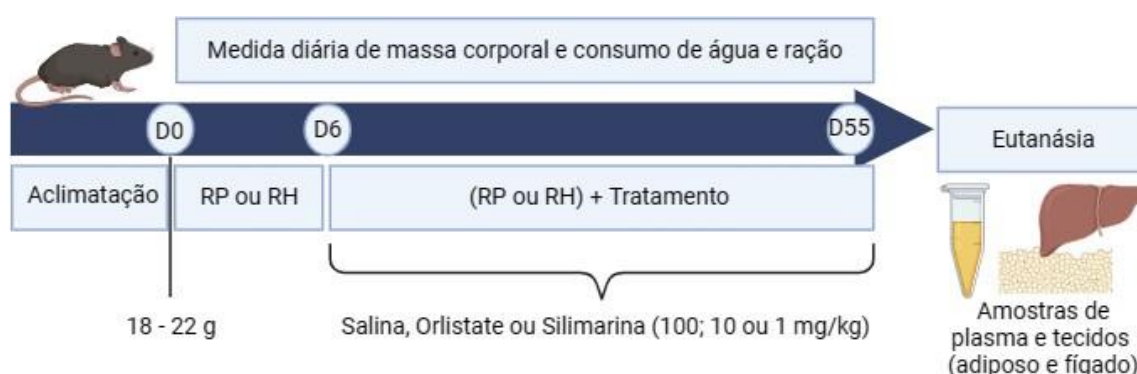 Medida diária de massa corporal e consumo de água e ração
D0
D6
D55
Eutanásia
Aclimatação
RP ou RH
(RP ou RH) + Tratamento
18 - 22 g
Salina, Orlistate ou Silimarina (100; 10 ou 1 mg/kg)
Amostras de
plasma e tecidos
(adiposo e fígado)